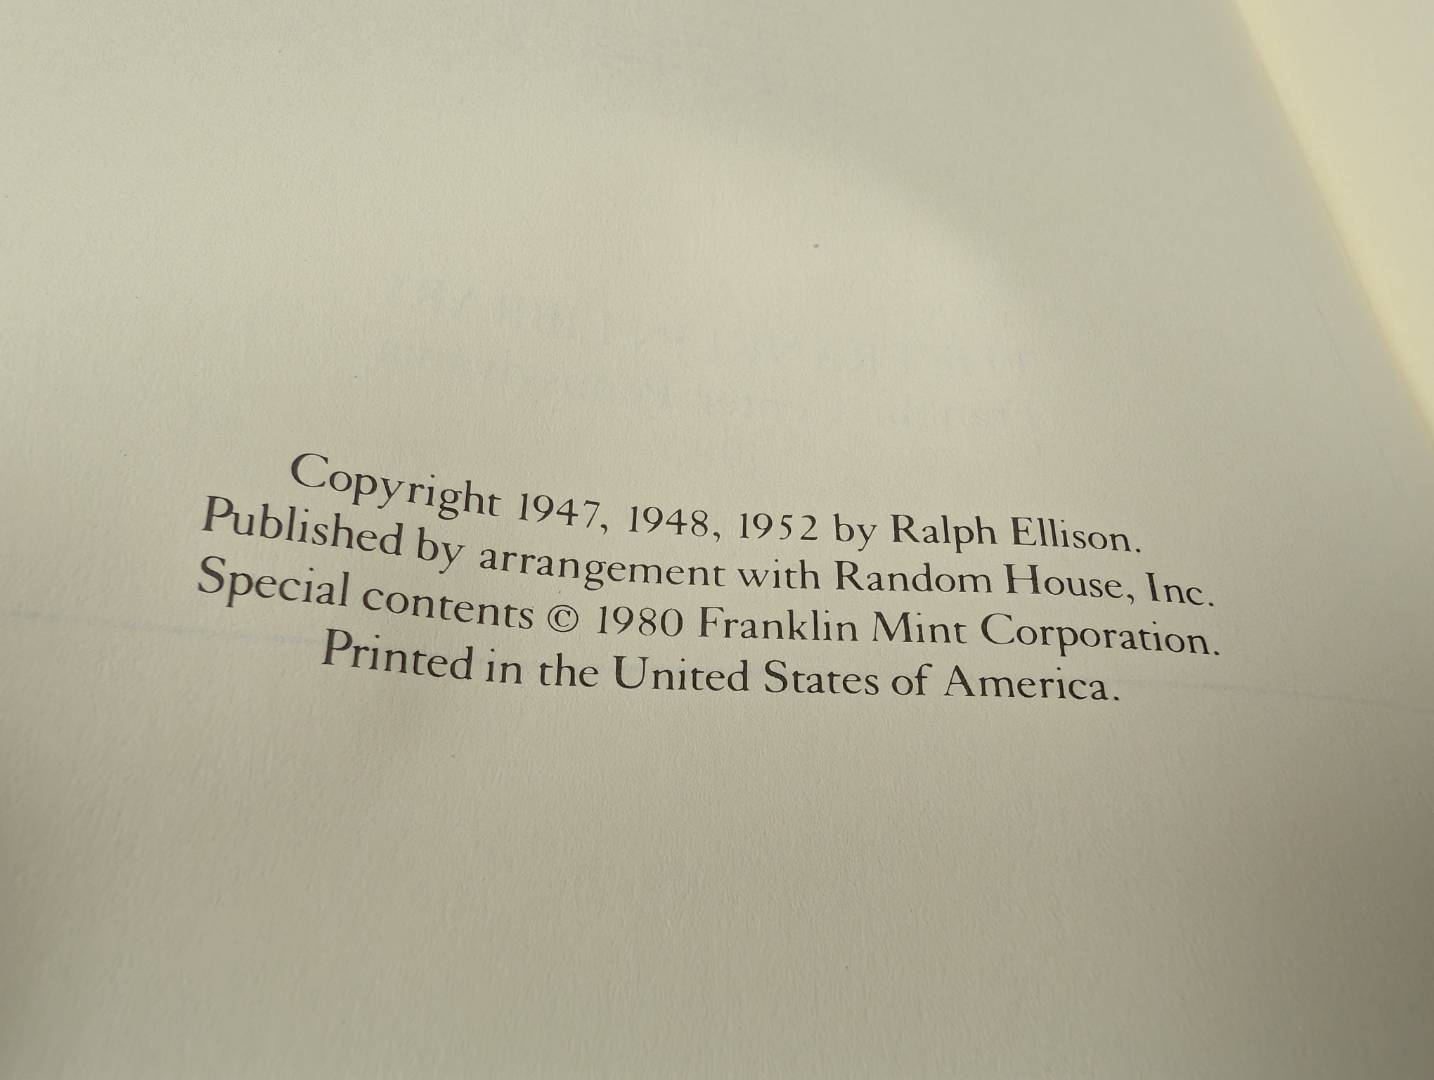 Copyright 1947, 1948, 1952 by Ralph Ellison.
Published by arrangement with Random House, Inc.
Special contents © 1980 Franklin Mint Corporation.
Printed in the United States of America.